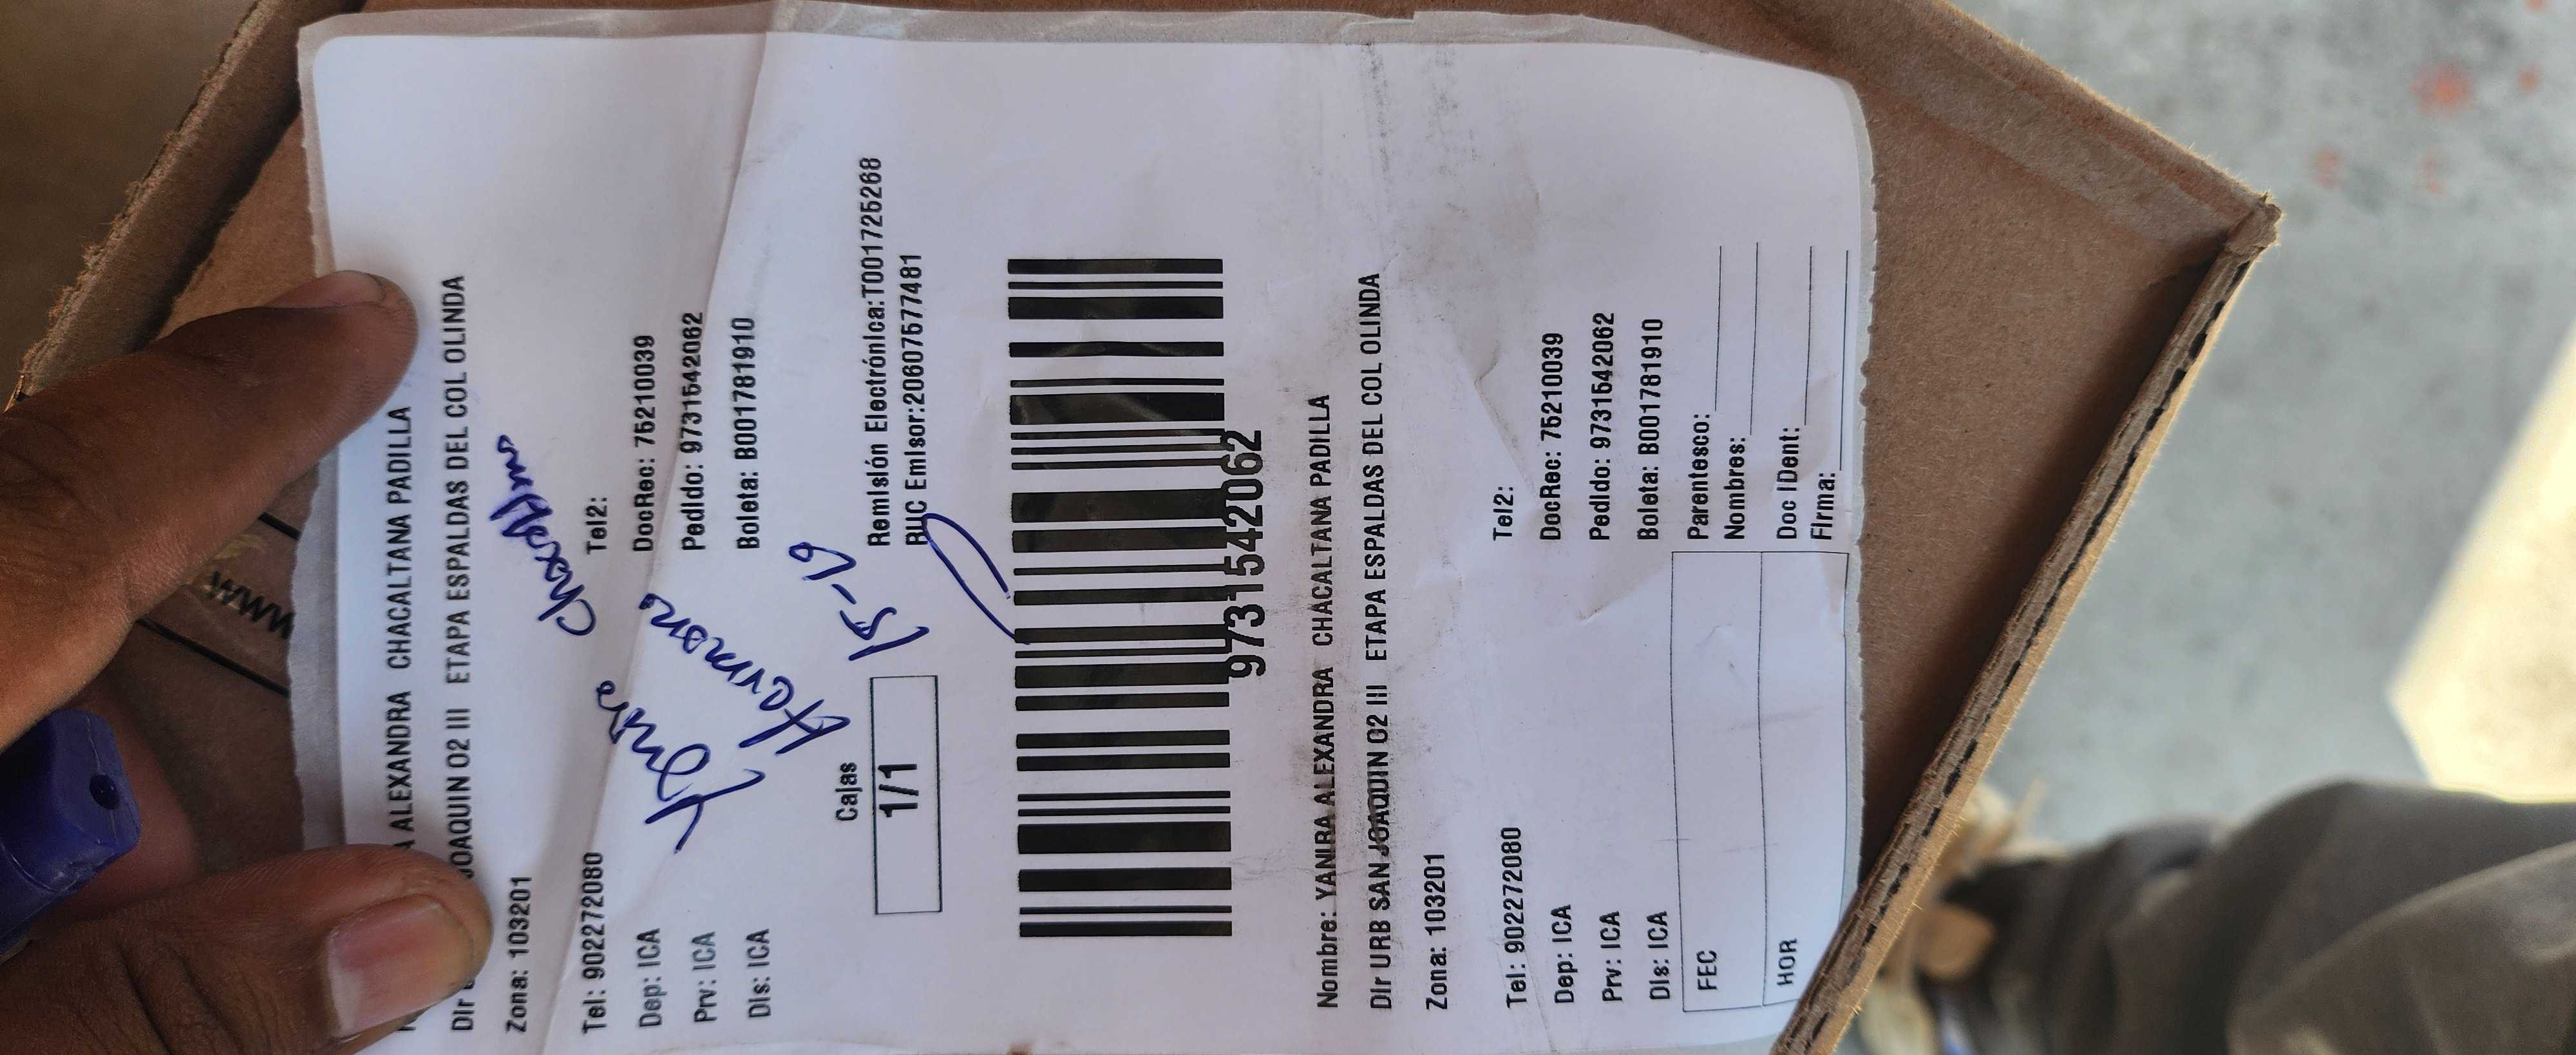 A ALEXANDRA CHACALTANA PADILLA
Dir OAQUIN O2 III ETAPA ESPALDAS DEL COL OLINDA
Zona: 103201
Tel: 902272080 Tel2:
Dep: ICA DocRec: 75210039
Prv: ICA Pedido: 9731542062
Dis: ICA Boleta: B001781910
Hermana
15-19
Cajas
1/1
Remisión Electrónica:T001725268
RUC Emisor:20607577481
9731542062
Nombre: YANIRA ALEXANDRA CHACALTANA PADILLA
Dir URB SAN JOAQUIN O2 III ETAPA ESPALDAS DEL COL OLINDA
Zona: 103201
Tel: 902272080 Tel2:
Dep: ICA DocRec: 75210039
Prv: ICA Pedido: 9731542062
Dis: ICA Boleta: B001781910
FEC
HOR
Parentesco:
Nombres:
Doc IDent:
Firma:
www